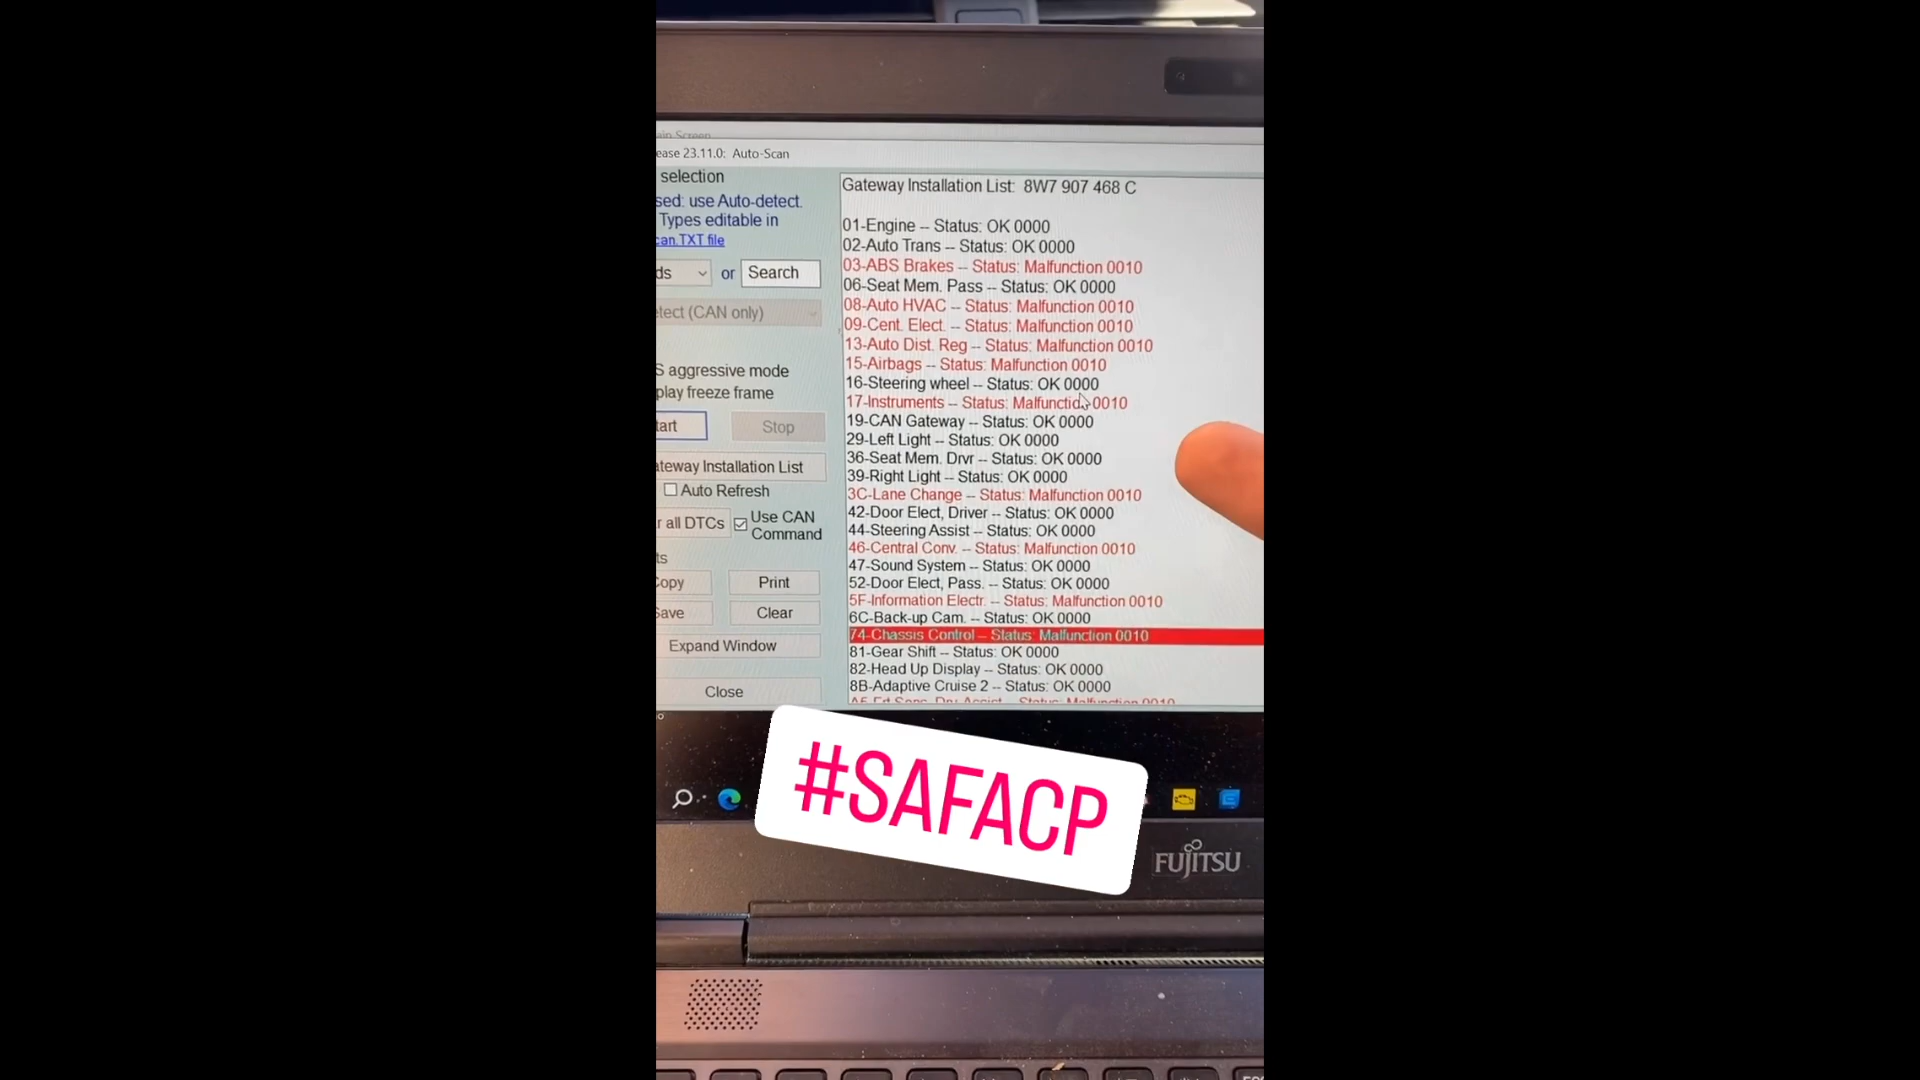 ain Screen
ease 23.11.0: Auto-Scan
selection
sed: use Auto-detect.
Types editable in
can.TXT file
ds or Search
tect (CAN only)
S aggressive mode
play freeze frame
tart Stop
ateway Installation List
Auto Refresh
r all DTCs Use CAN Command
ts
Copy Print
Save Clear
Expand Window
Close
Gateway Installation List: 8W7 907 468 C
01-Engine -- Status: OK 0000
02-Auto Trans -- Status: OK 0000
03-ABS Brakes -- Status: Malfunction 0010
06-Seat Mem. Pass -- Status: OK 0000
08-Auto HVAC -- Status: Malfunction 0010
09-Cent. Elect. -- Status: Malfunction 0010
13-Auto Dist. Reg -- Status: Malfunction 0010
15-Airbags -- Status: Malfunction 0010
16-Steering wheel -- Status: OK 0000
17-Instruments -- Status: Malfunction 0010
19-CAN Gateway -- Status: OK 0000
29-Left Light -- Status: OK 0000
36-Seat Mem. Drvr -- Status: OK 0000
39-Right Light -- Status: OK 0000
3C-Lane Change -- Status: Malfunction 0010
42-Door Elect, Driver -- Status: OK 0000
44-Steering Assist -- Status: OK 0000
46-Central Conv. -- Status: Malfunction 0010
47-Sound System -- Status: OK 0000
52-Door Elect, Pass. -- Status: OK 0000
5F-Information Electr. -- Status: Malfunction 0010
6C-Back-up Cam. -- Status: OK 0000
74-Chassis Control -- Status: Malfunction 0010
81-Gear Shift -- Status: OK 0000
82-Head Up Display -- Status: OK 0000
8B-Adaptive Cruise 2 -- Status: OK 0000
A5-Frt Sens. Drv. Assist -- Status: Malfunction 0010
#SAFACP
FUJITSU